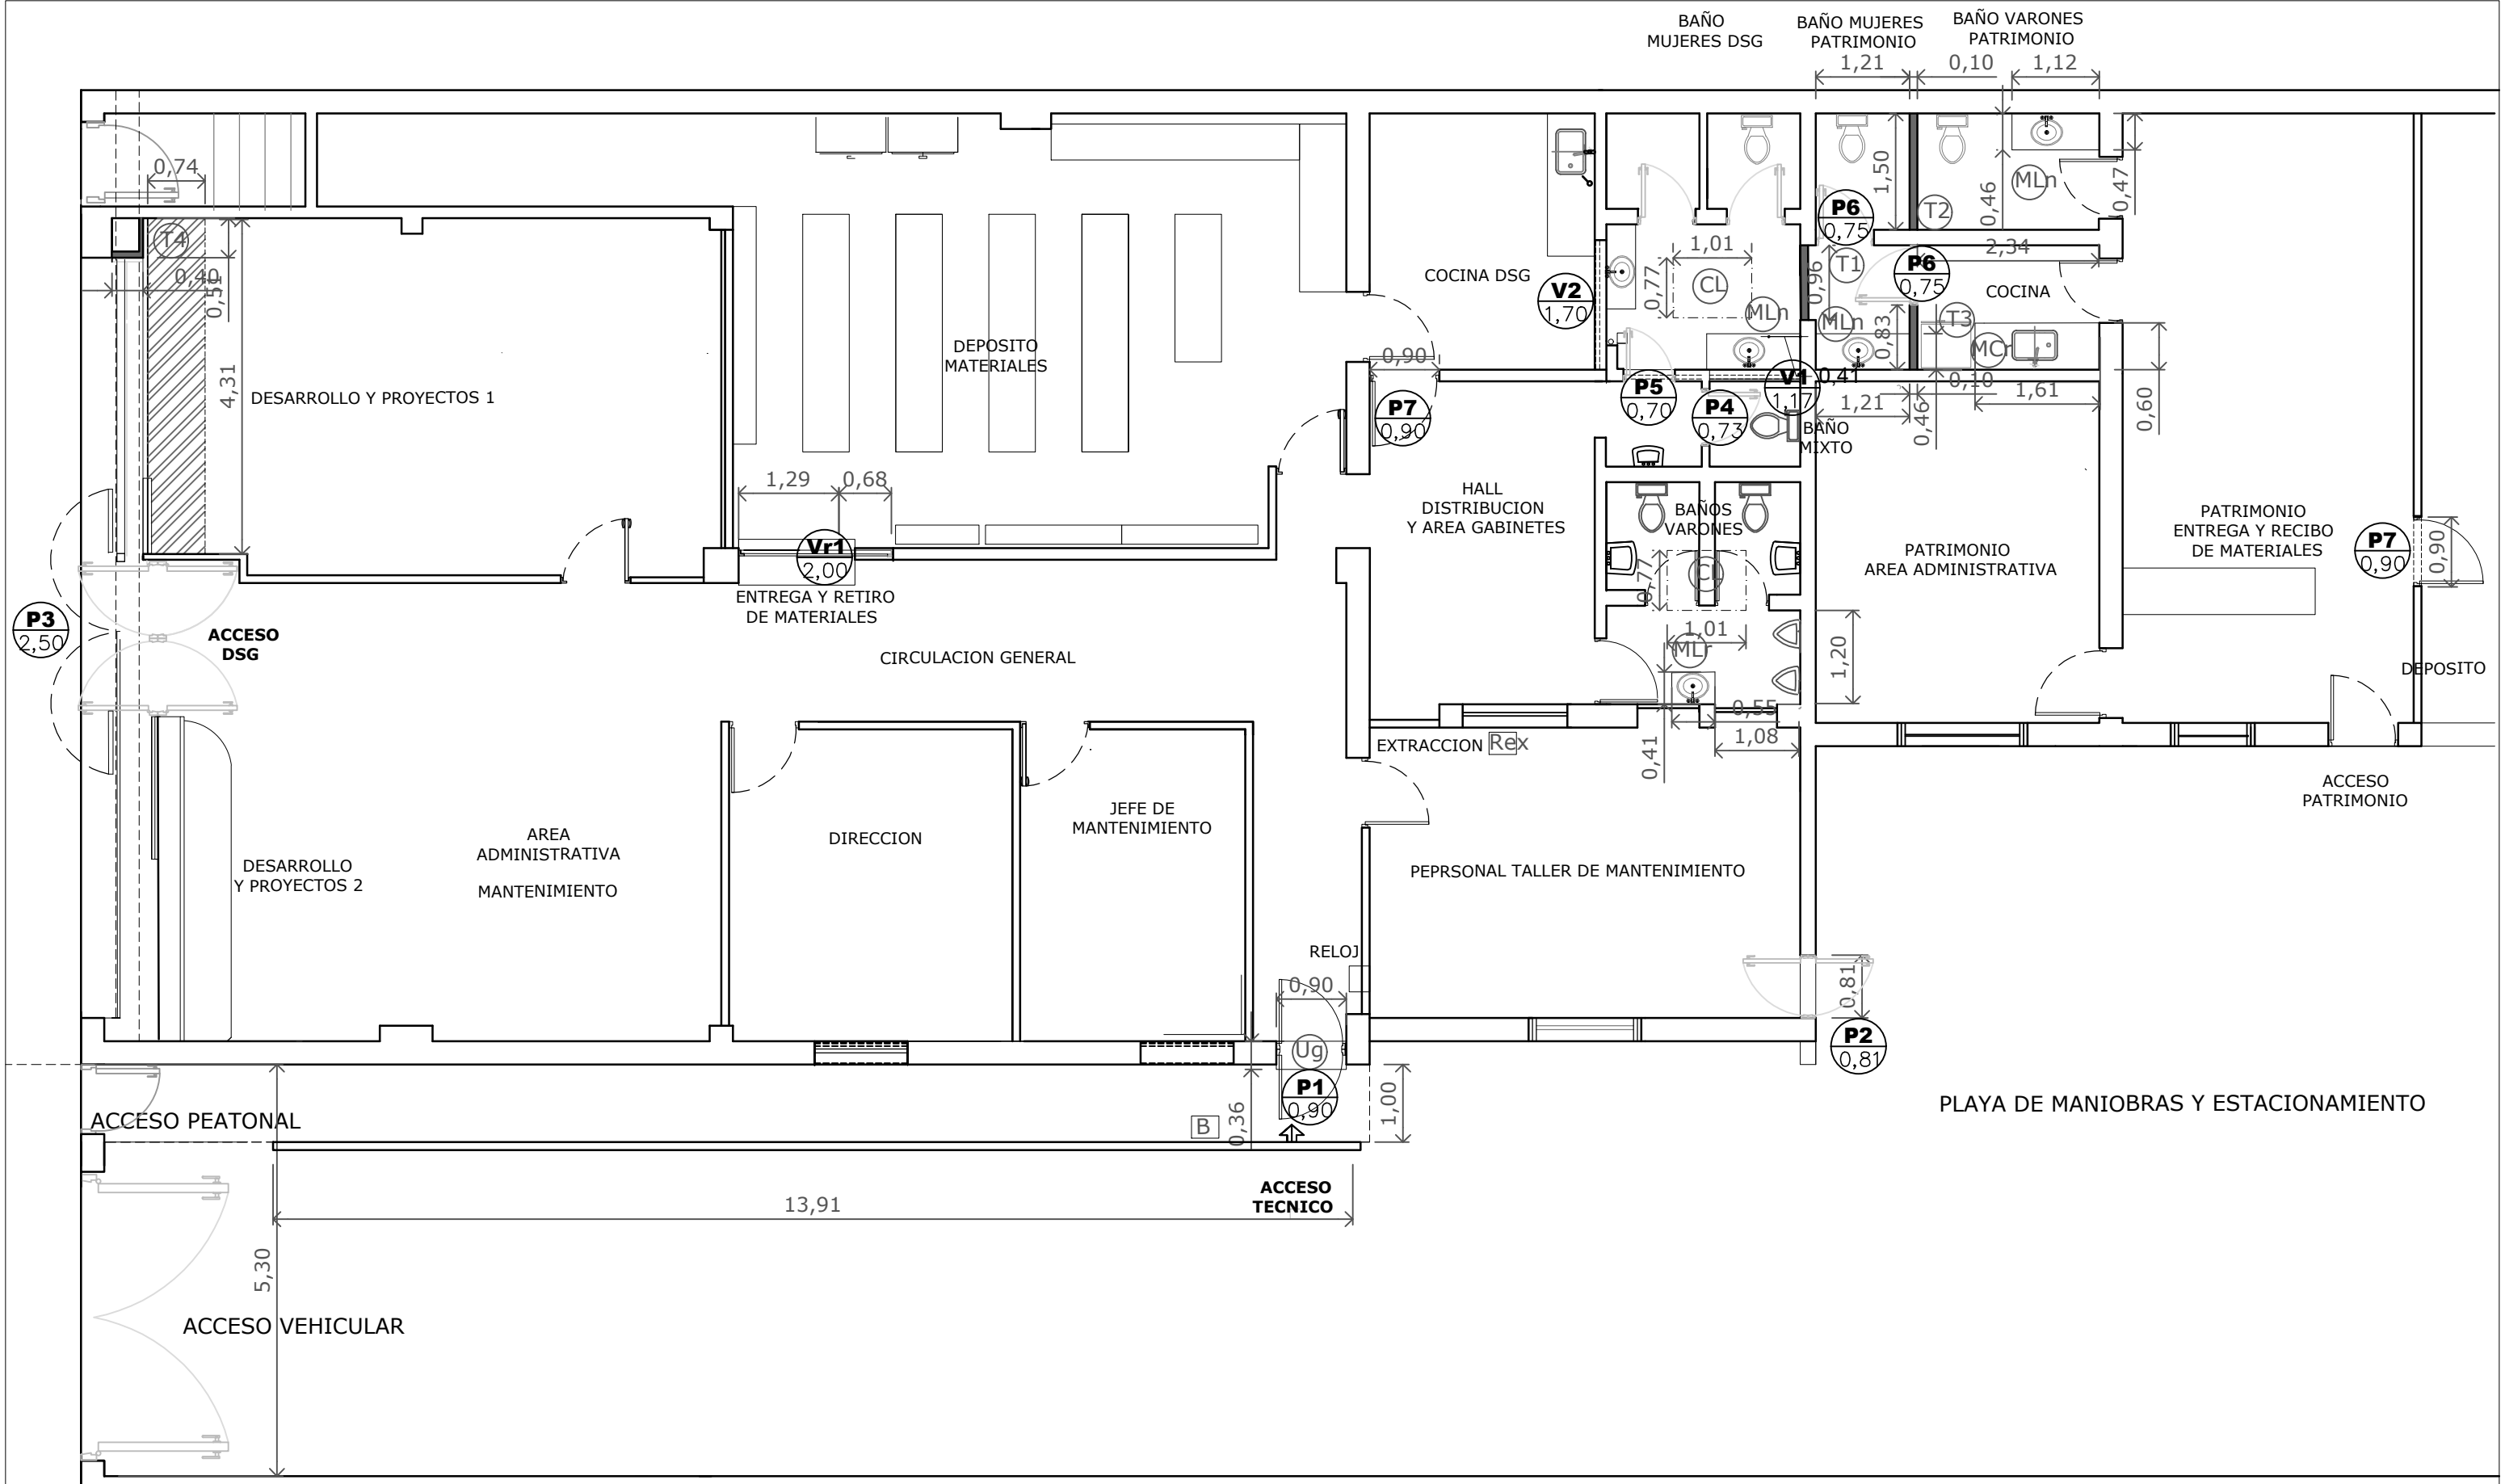 BAÑO
MUJERES DSG
BAÑO MUJERES
PATRIMONIO
BAÑO VARONES
PATRIMONIO
1,21
0,10
1,12
0,74
T4
0,40
0,51
4,31
DESARROLLO Y PROYECTOS 1
DEPOSITO
MATERIALES
1,29
0,68
Vr1
2,00
ENTREGA Y RETIRO
DE MATERIALES
COCINA DSG
V2
1,70
0,77
1,01
CL
MLn
1,50
P6
0,75
T1
0,96
MLn
0,83
T2
0,46
MLn
0,47
2,34
P6
0,75
COCINA
T3
MCr
0,90
P7
0,90
P5
0,70
P4
0,73
V1
1,17
0,41
1,21
0,10
0,46
1,61
0,60
BAÑO
MIXTO
HALL
DISTRIBUCION
Y AREA GABINETES
BAÑOS
VARONES
CL
0,77
1,01
MLr
1,20
PATRIMONIO
AREA ADMINISTRATIVA
PATRIMONIO
ENTREGA Y RECIBO
DE MATERIALES
P7
0,90
0,90
DEPOSITO
P3
2,50
ACCESO
DSG
CIRCULACION GENERAL
EXTRACCION
Rex
0,41
0,55
1,08
ACCESO
PATRIMONIO
DESARROLLO
Y PROYECTOS 2
AREA
ADMINISTRATIVA
MANTENIMIENTO
DIRECCION
JEFE DE
MANTENIMIENTO
PEPRSONAL TALLER DE MANTENIMIENTO
RELOJ
0,90
Ug
P1
0,90
0,81
P2
0,81
1,00
0,36
B
ACCESO PEATONAL
PLAYA DE MANIOBRAS Y ESTACIONAMIENTO
ACCESO
TECNICO
13,91
5,30
ACCESO VEHICULAR